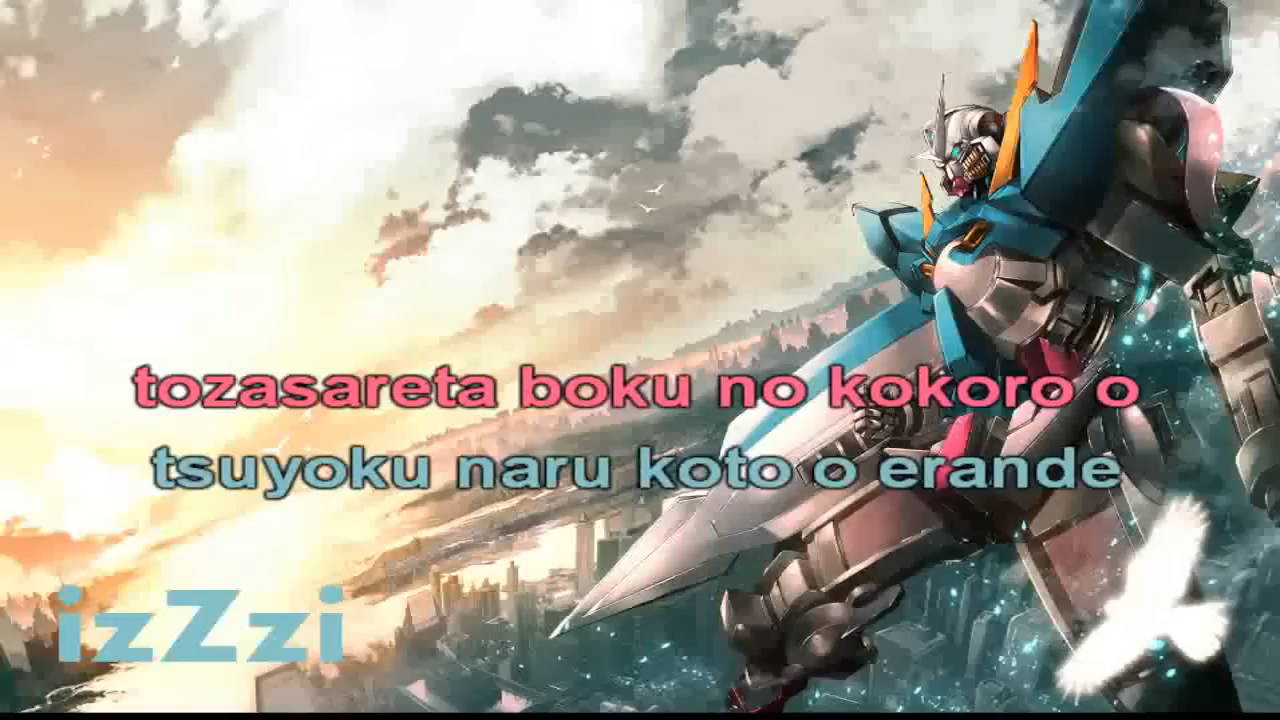 tozasareta boku no kokoro o
tsuyoku naru koto o erande
izZzi